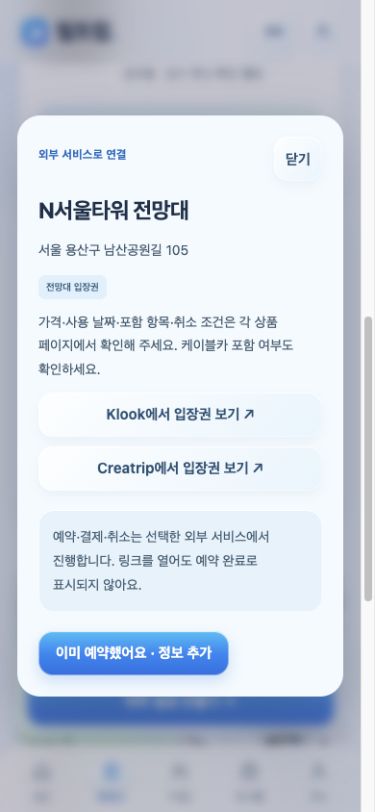 외부 서비스로 연결
닫기
N서울타워 전망대
서울 용산구 남산공원길 105
전망대 입장권
가격·사용 날짜·포함 항목·취소 조건은 각 상품
페이지에서 확인해 주세요. 케이블카 포함 여부도
확인하세요.
Klook에서 입장권 보기 ↗
Creatrip에서 입장권 보기 ↗
예약·결제·취소는 선택한 외부 서비스에서
진행합니다. 링크를 열어도 예약 완료로
표시되지 않아요.
이미 예약했어요 · 정보 추가